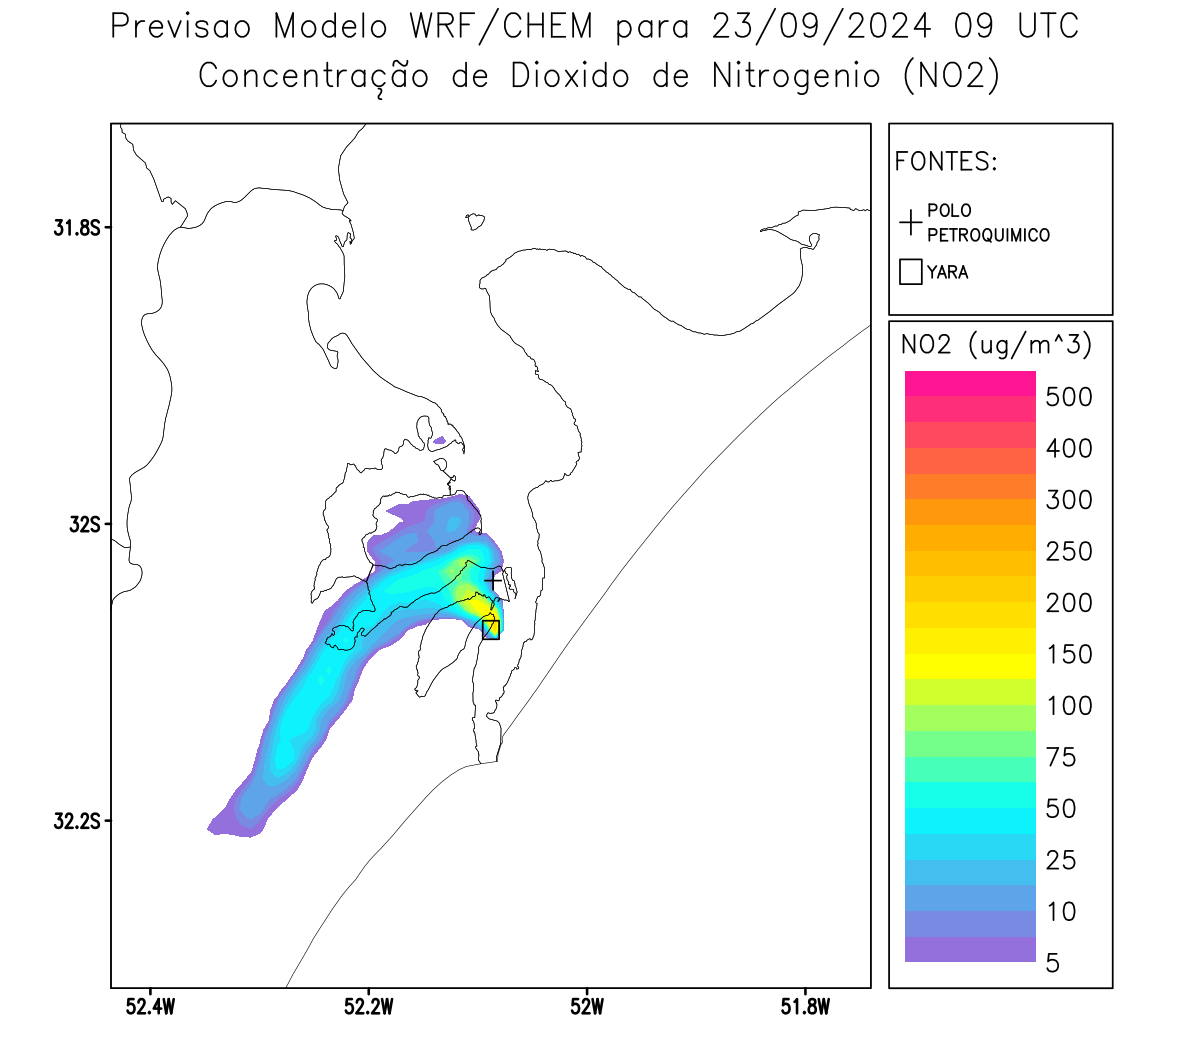 Previsao Modelo WRF/CHEM para 23/09/2024 09 UTC
Concentração de Dioxido de Nitrogenio (NO2)
FONTES:
POLO
PETROQUIMICO
YARA
NO2 (ug/m^3)
500
400
300
250
200
150
100
75
50
25
10
5
31.8S
32S
32.2S
52.4W
52.2W
52W
51.8W